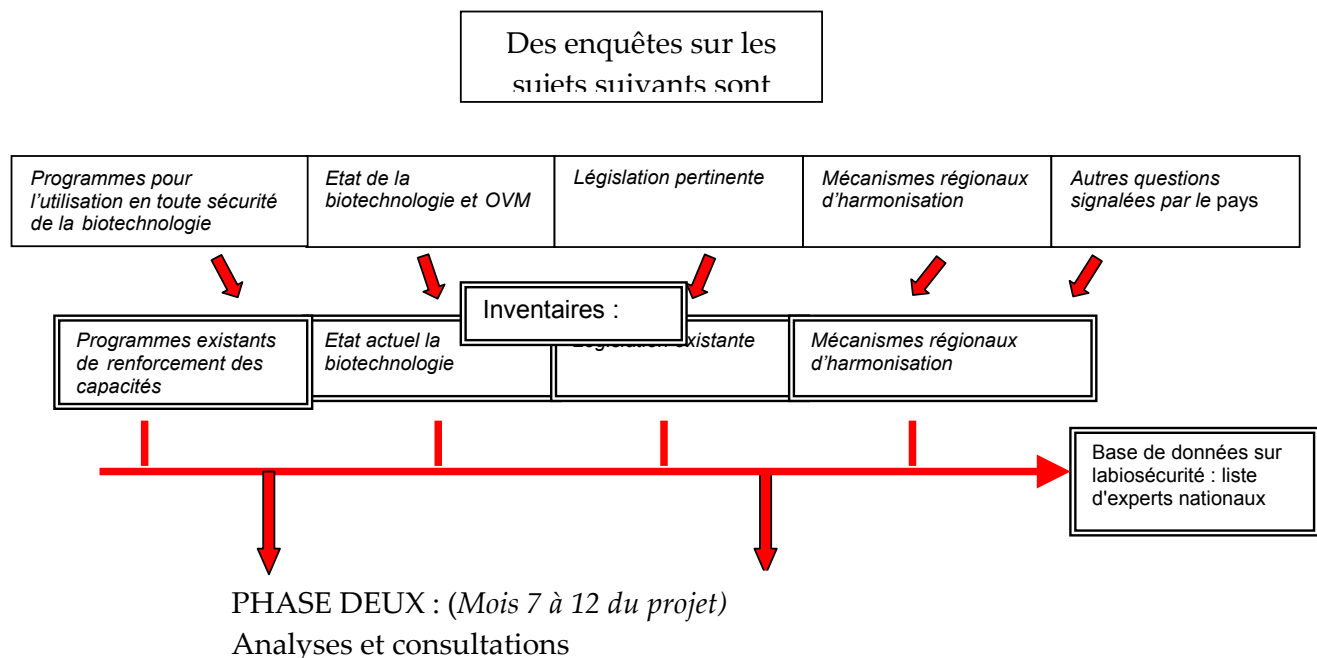 Des enquêtes sur les
sujets suivants sont
Programmes pour
l'utilisation en toute sécurité
de la biotechnologie
Etat de la
biotechnologie et OVM
Législation pertinente
Mécanismes régionaux
d'harmonisation
Autres questions
signalées par le pays
Inventaires :
Programmes existants
de renforcement des
capacités
Etat actuel la
biotechnologie
existante
Mécanismes régionaux
d'harmonisation
Base de données sur
labiosécurité : liste
d'experts nationaux
PHASE DEUX : (Mois 7 à 12 du projet)
Analyses et consultations